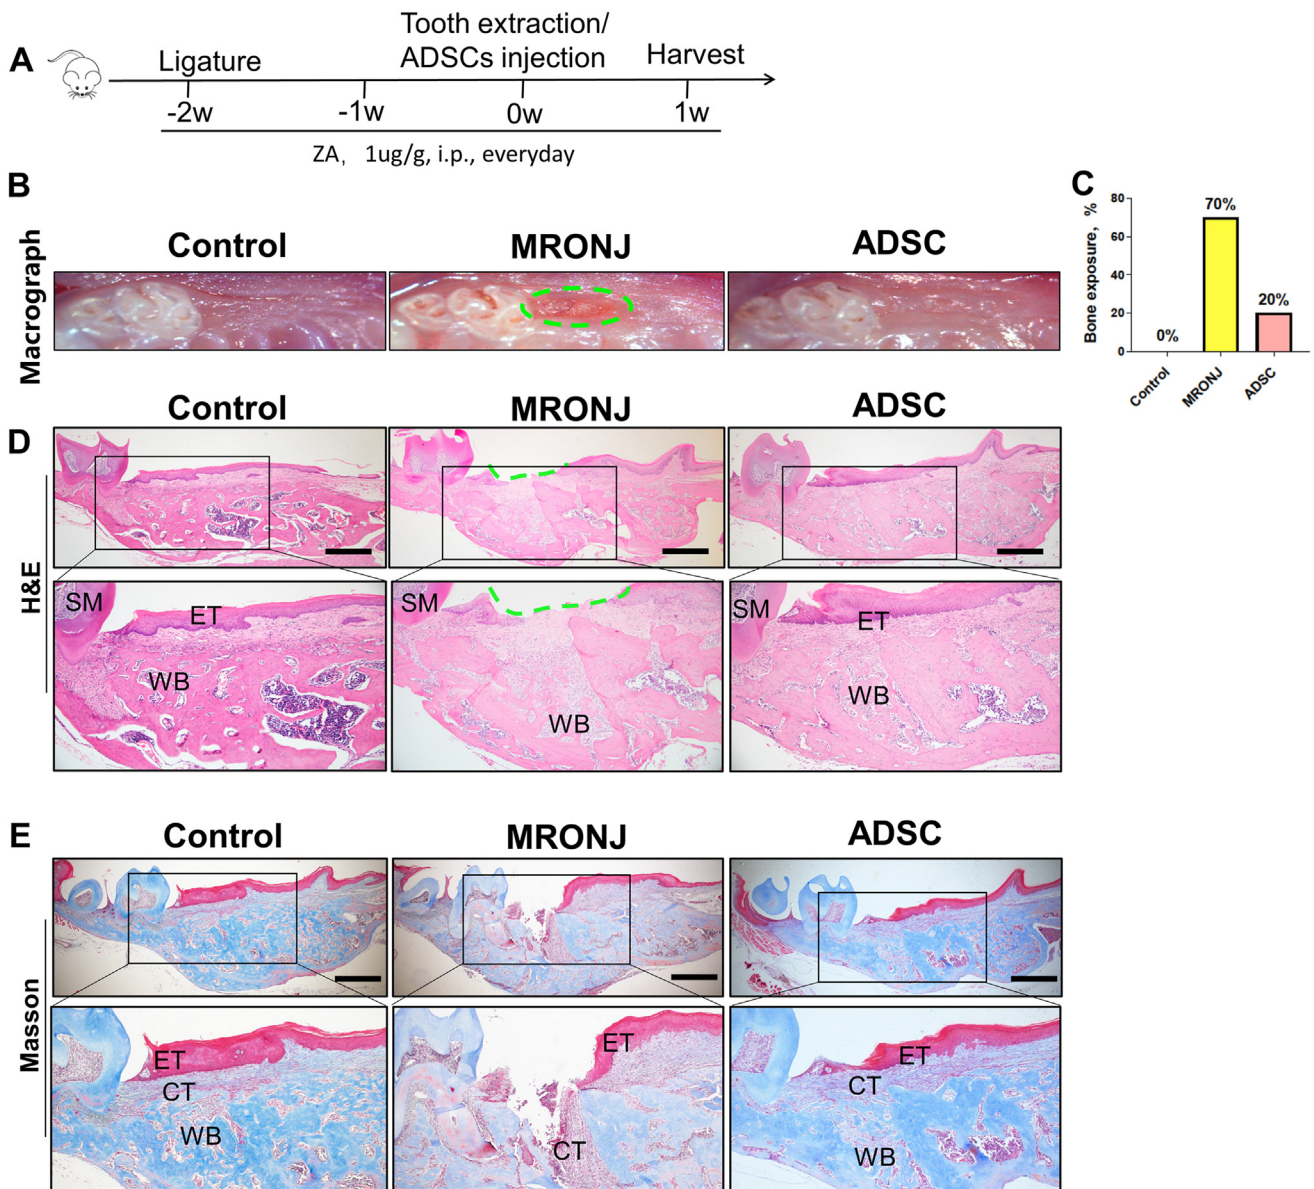 A
Ligature
Tooth extraction/
ADSCs injection
Harvest
-2w
-1w
0w
1w
ZA, 1ug/g, i.p., everyday
B
Macrograph
Control
MRONJ
ADSC
C
Bone exposure, %
80
60
40
20
0
0%
70%
20%
Control
MRONJ
ADSC
D
H&E
Control
MRONJ
ADSC
SM
ET
WB
SM
WB
SM
ET
WB
E
Masson
Control
MRONJ
ADSC
ET
CT
WB
ET
CT
ET
CT
WB